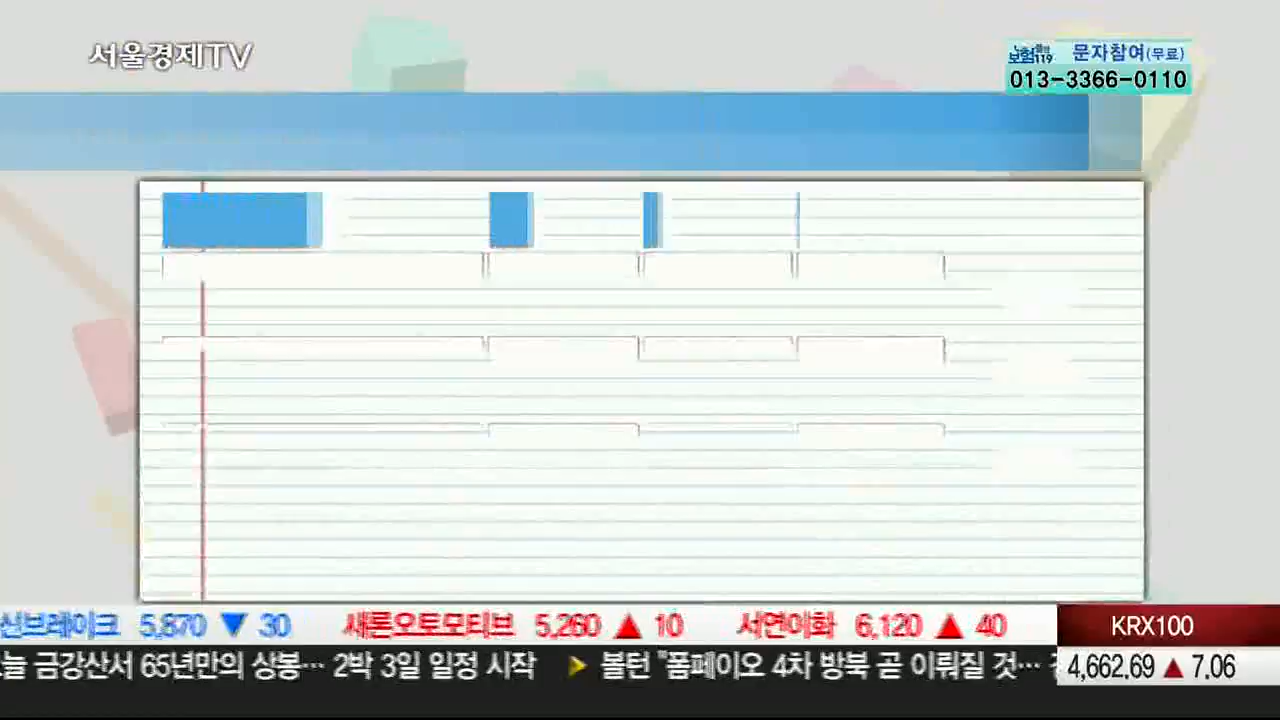 서울경제TV
보험119 문자참여(무료)
013-3366-0110
신브레이크 5,870 ▼ 30 새론오토모티브 5,260 ▲ 10 서연이화 6,120 ▲ 40
KRX100
늘 금강산서 65년만의 상봉… 2박 3일 일정 시작 ▶ 볼턴 "폼페이오 4차 방북 곧 이뤄질 것…
4,662.69 ▲ 7.06